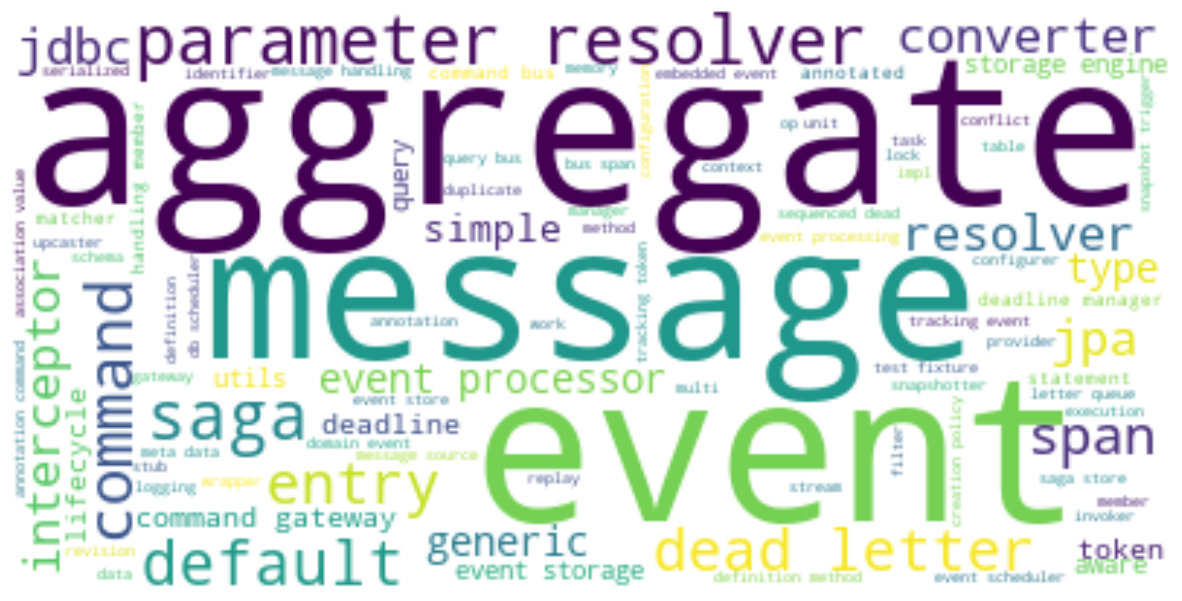 jdbc
parameter resolver
converter
serialized
identifier
message handling
command bus
memory
embedded event
annotated
storage engine
aggregate
handling member
configuration
snapshot trigger
op
unit
conflict
query
query bus
bus span
context
task
lock
impl
table
duplicate
association value
matcher
manager
sequenced dead
upcaster
simple
method
event processing
resolver
schema
message
configurer
type
interceptor
command
definition
db scheduler
tracking token
deadline manager
annotation
work
tracking event
provider
jpa
gateway
utils
event processor
multi
test fixture
snapshotter
statement
annotation command
lifecycle
saga
event store
deadline
event
letter queue
execution
creation policy
span
domain event
meta data
message source
stub
filter
logging
wrapper
entry
replay
stream
saga store
member
command gateway
invoker
revision
default
generic
dead letter
token
data
event storage
aware
definition method
event scheduler